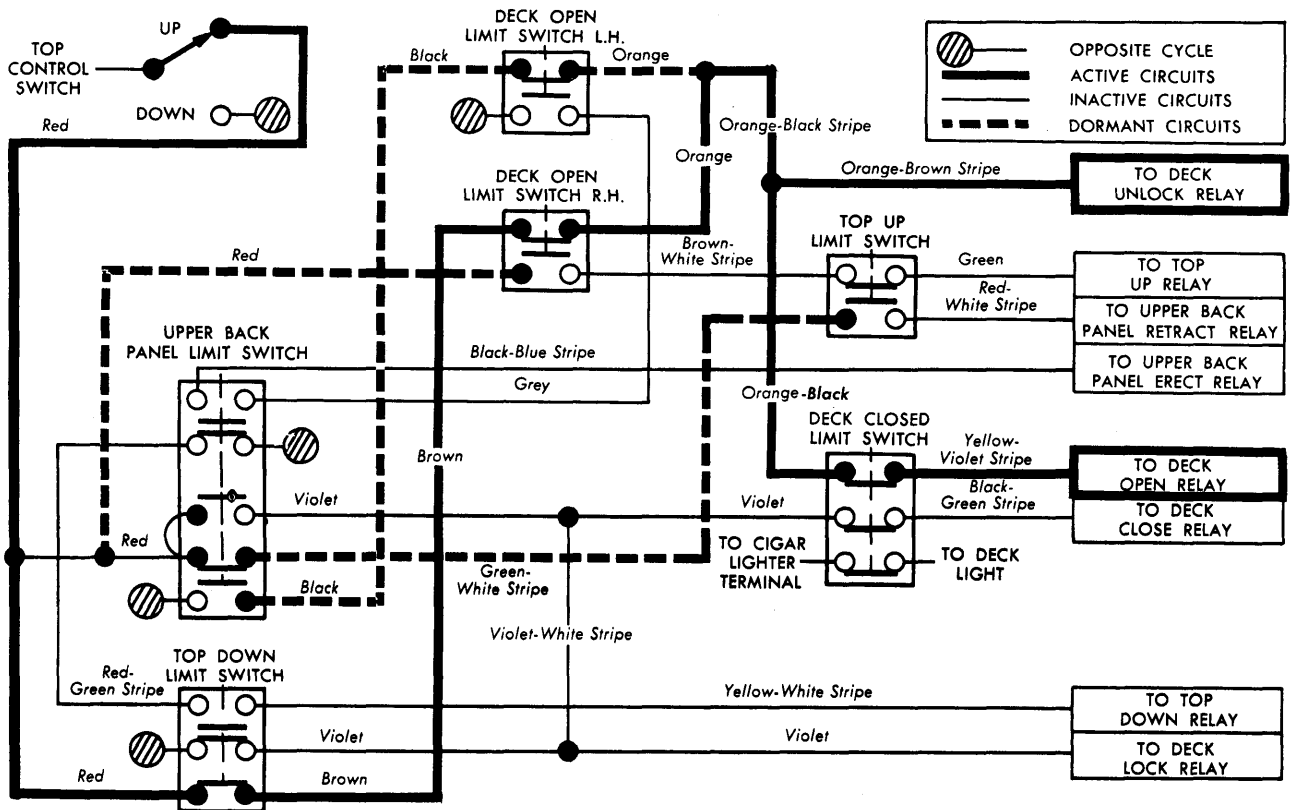 UP
TOP
CONTROL
SWITCH
DOWN
Red
DECK OPEN
LIMIT SWITCH L.H.
Black
Orange
Orange-Black Stripe
Orange
OPPOSITE CYCLE
ACTIVE CIRCUITS
INACTIVE CIRCUITS
DORMANT CIRCUITS
Orange-Brown Stripe
TO DECK
UNLOCK RELAY
DECK OPEN
LIMIT SWITCH R.H.
Red
Brown-
White Stripe
TOP UP
LIMIT SWITCH
Green
Red-
White Stripe
TO TOP
UP RELAY
TO UPPER BACK
PANEL RETRACT RELAY
TO UPPER BACK
PANEL ERECT RELAY
UPPER BACK
PANEL LIMIT SWITCH
Black-Blue Stripe
Grey
Orange-Black
DECK CLOSED
LIMIT SWITCH
Brown
Yellow-
Violet Stripe
Black-
Green Stripe
TO DECK
OPEN RELAY
TO DECK
CLOSE RELAY
Violet
Violet
Red
TO CIGAR
LIGHTER
TERMINAL
TO DECK
LIGHT
Green-
White Stripe
Black
Violet-White Stripe
TOP DOWN
LIMIT SWITCH
Red-
Green Stripe
Yellow-White Stripe
TO TOP
DOWN RELAY
Violet
Violet
TO DECK
LOCK RELAY
Red
Brown